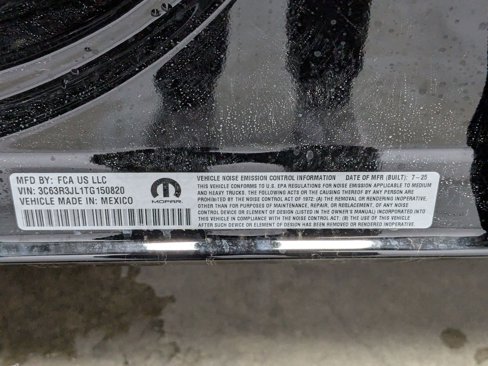 MFD BY: FCA US LLC
VIN: 3C63R3JL1TG150820
VEHICLE MADE IN: MEXICO
MOPAR
VEHICLE NOISE EMISSION CONTROL INFORMATION DATE OF MFR (BUILT): 7-25
THIS VEHICLE CONFORMS TO U.S. EPA REGULATIONS FOR NOISE EMISSION APPLICABLE TO MEDIUM
AND HEAVY TRUCKS. THE FOLLOWING ACTS OR THE CAUSING THEREOF BY ANY PERSON
ARE PROHIBITED BY THE NOISE CONTROL ACT OF 1972: (A) THE REMOVAL OR RENDERING INOPERATIVE,
OTHER THAN FOR PURPOSES OF MAINTENANCE, REPAIR, OR REPLACEMENT, OF ANY NOISE
CONTROL DEVICE OR ELEMENT OF DESIGN (LISTED IN THE OWNER'S MANUAL) INCORPORATED INTO
THIS VEHICLE IN COMPLIANCE WITH THE NOISE CONTROL ACT; (B) THE USE OF THIS VEHICLE
AFTER SUCH DEVICE OR ELEMENT OF DESIGN HAS BEEN REMOVED OR RENDERED INOPERATIVE.